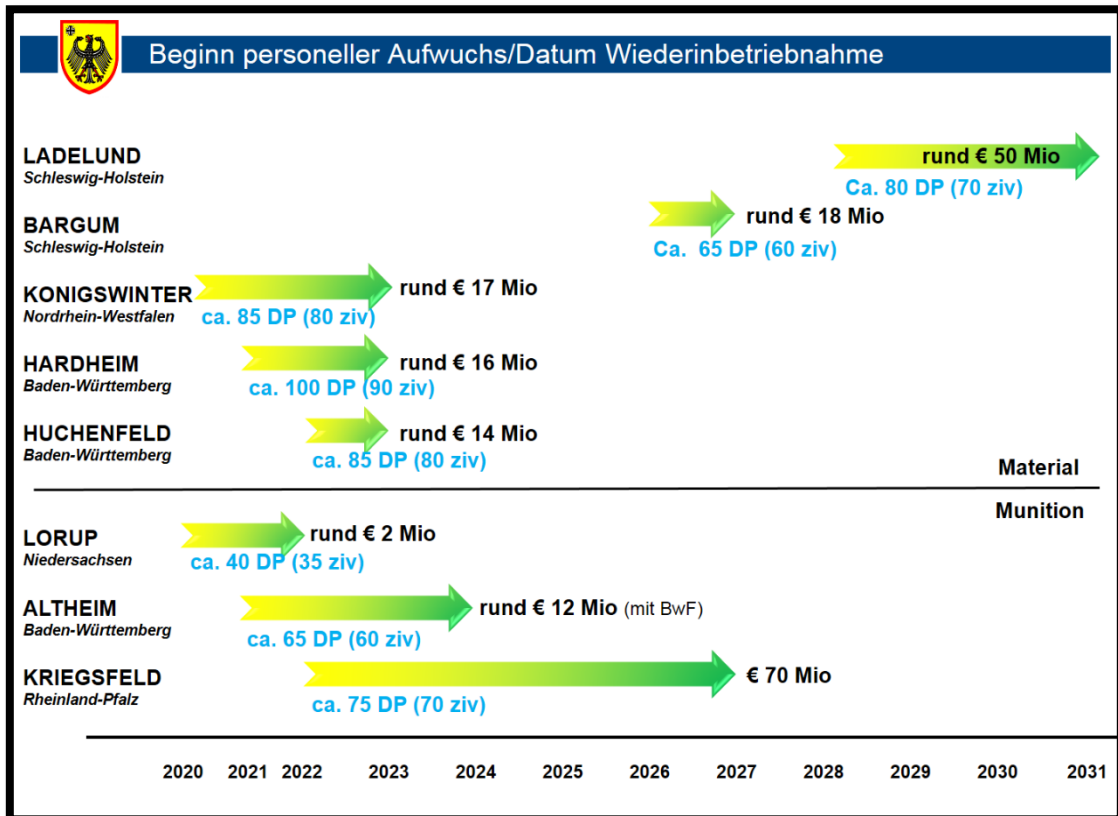 Beginn personeller Aufwuchs/Datum Wiederinbetriebnahme
LADELUND
Schleswig-Holstein
rund € 50 Mio
Ca. 80 DP (70 ziv)
BARGUM
Schleswig-Holstein
rund € 18 Mio
Ca. 65 DP (60 ziv)
KONIGSWINTER
Nordrhein-Westfalen
rund € 17 Mio
ca. 85 DP (80 ziv)
HARDHEIM
Baden-Württemberg
rund € 16 Mio
ca. 100 DP (90 ziv)
HUCHENFELD
Baden-Württemberg
rund € 14 Mio
ca. 85 DP (80 ziv)
Material
Munition
LORUP
Niedersachsen
rund € 2 Mio
ca. 40 DP (35 ziv)
ALTHEIM
Baden-Württemberg
rund € 12 Mio (mit BwF)
ca. 65 DP (60 ziv)
KRIEGSFELD
Rheinland-Pfalz
€ 70 Mio
ca. 75 DP (70 ziv)
2020 2021 2022 2023 2024 2025 2026 2027 2028 2029 2030 2031